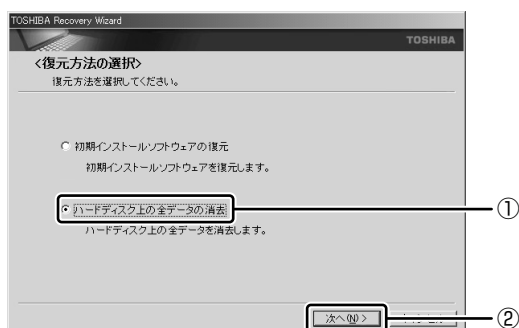 TOSHIBA Recovery Wizard
TOSHIBA
<復元方法の選択>
復元方法を選択してください。
初期インストールソフトウェアの復元
初期インストールソフトウェアを復元します。
ハードディスク上の全データの消去
①
ハードディスク上の全データを消去します。
次へ(N) >
②